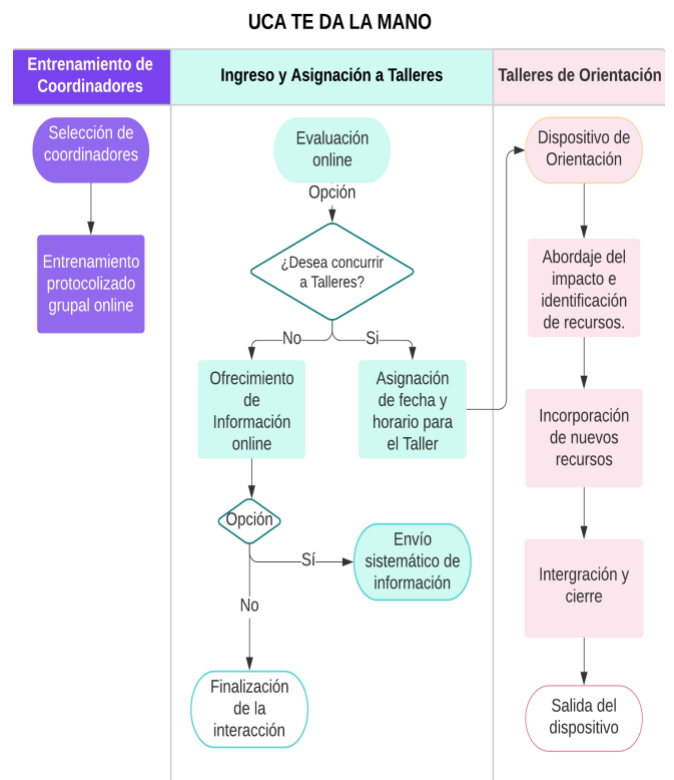 UCA TE DA LA MANO
Entrenamiento de
Coordinadores
Ingreso y Asignación a Talleres
Talleres de Orientación
Selección de
coordinadores
Entrenamiento
protocolizado
grupal online
Evaluación
online
Opción
¿Desea concurrir
a Talleres?
No
Si
Ofrecimiento
de
Información
online
Asignación
de fecha y
horario para
el Taller
Opción
Sí
Envío
sistemático de
información
No
Finalización
de la
interacción
Dispositivo de
Orientación
Abordaje del
impacto e
identificación
de recursos.
Incorporación
de nuevos
recursos
Intergración y
cierre
Salida del
dispositivo